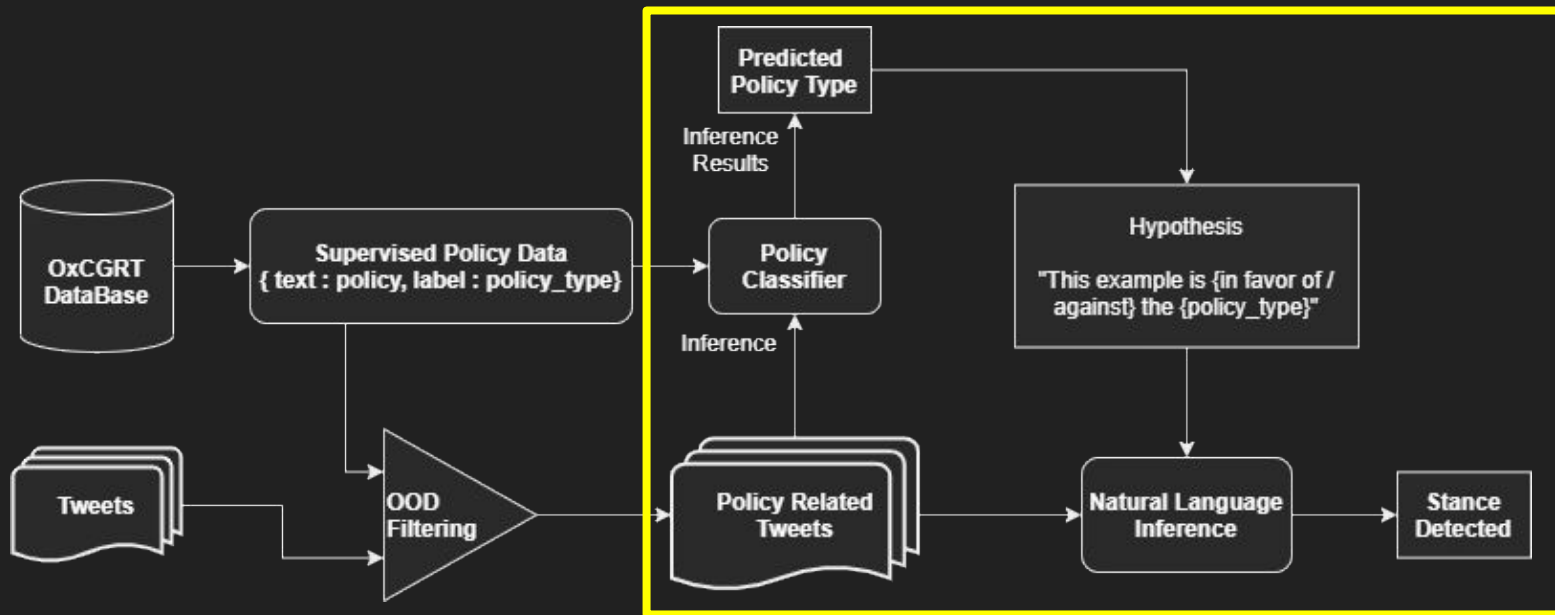 Predicted
Policy Type
Inference
Results
OxCGRT
DataBase
Supervised Policy Data
{ text : policy, label : policy_type}
Policy
Classifier
Hypothesis
"This example is {in favor of /
against} the {policy_type}"
Inference
Tweets
OOD
Filtering
Policy Related
Tweets
Natural Language
Inference
Stance
Detected